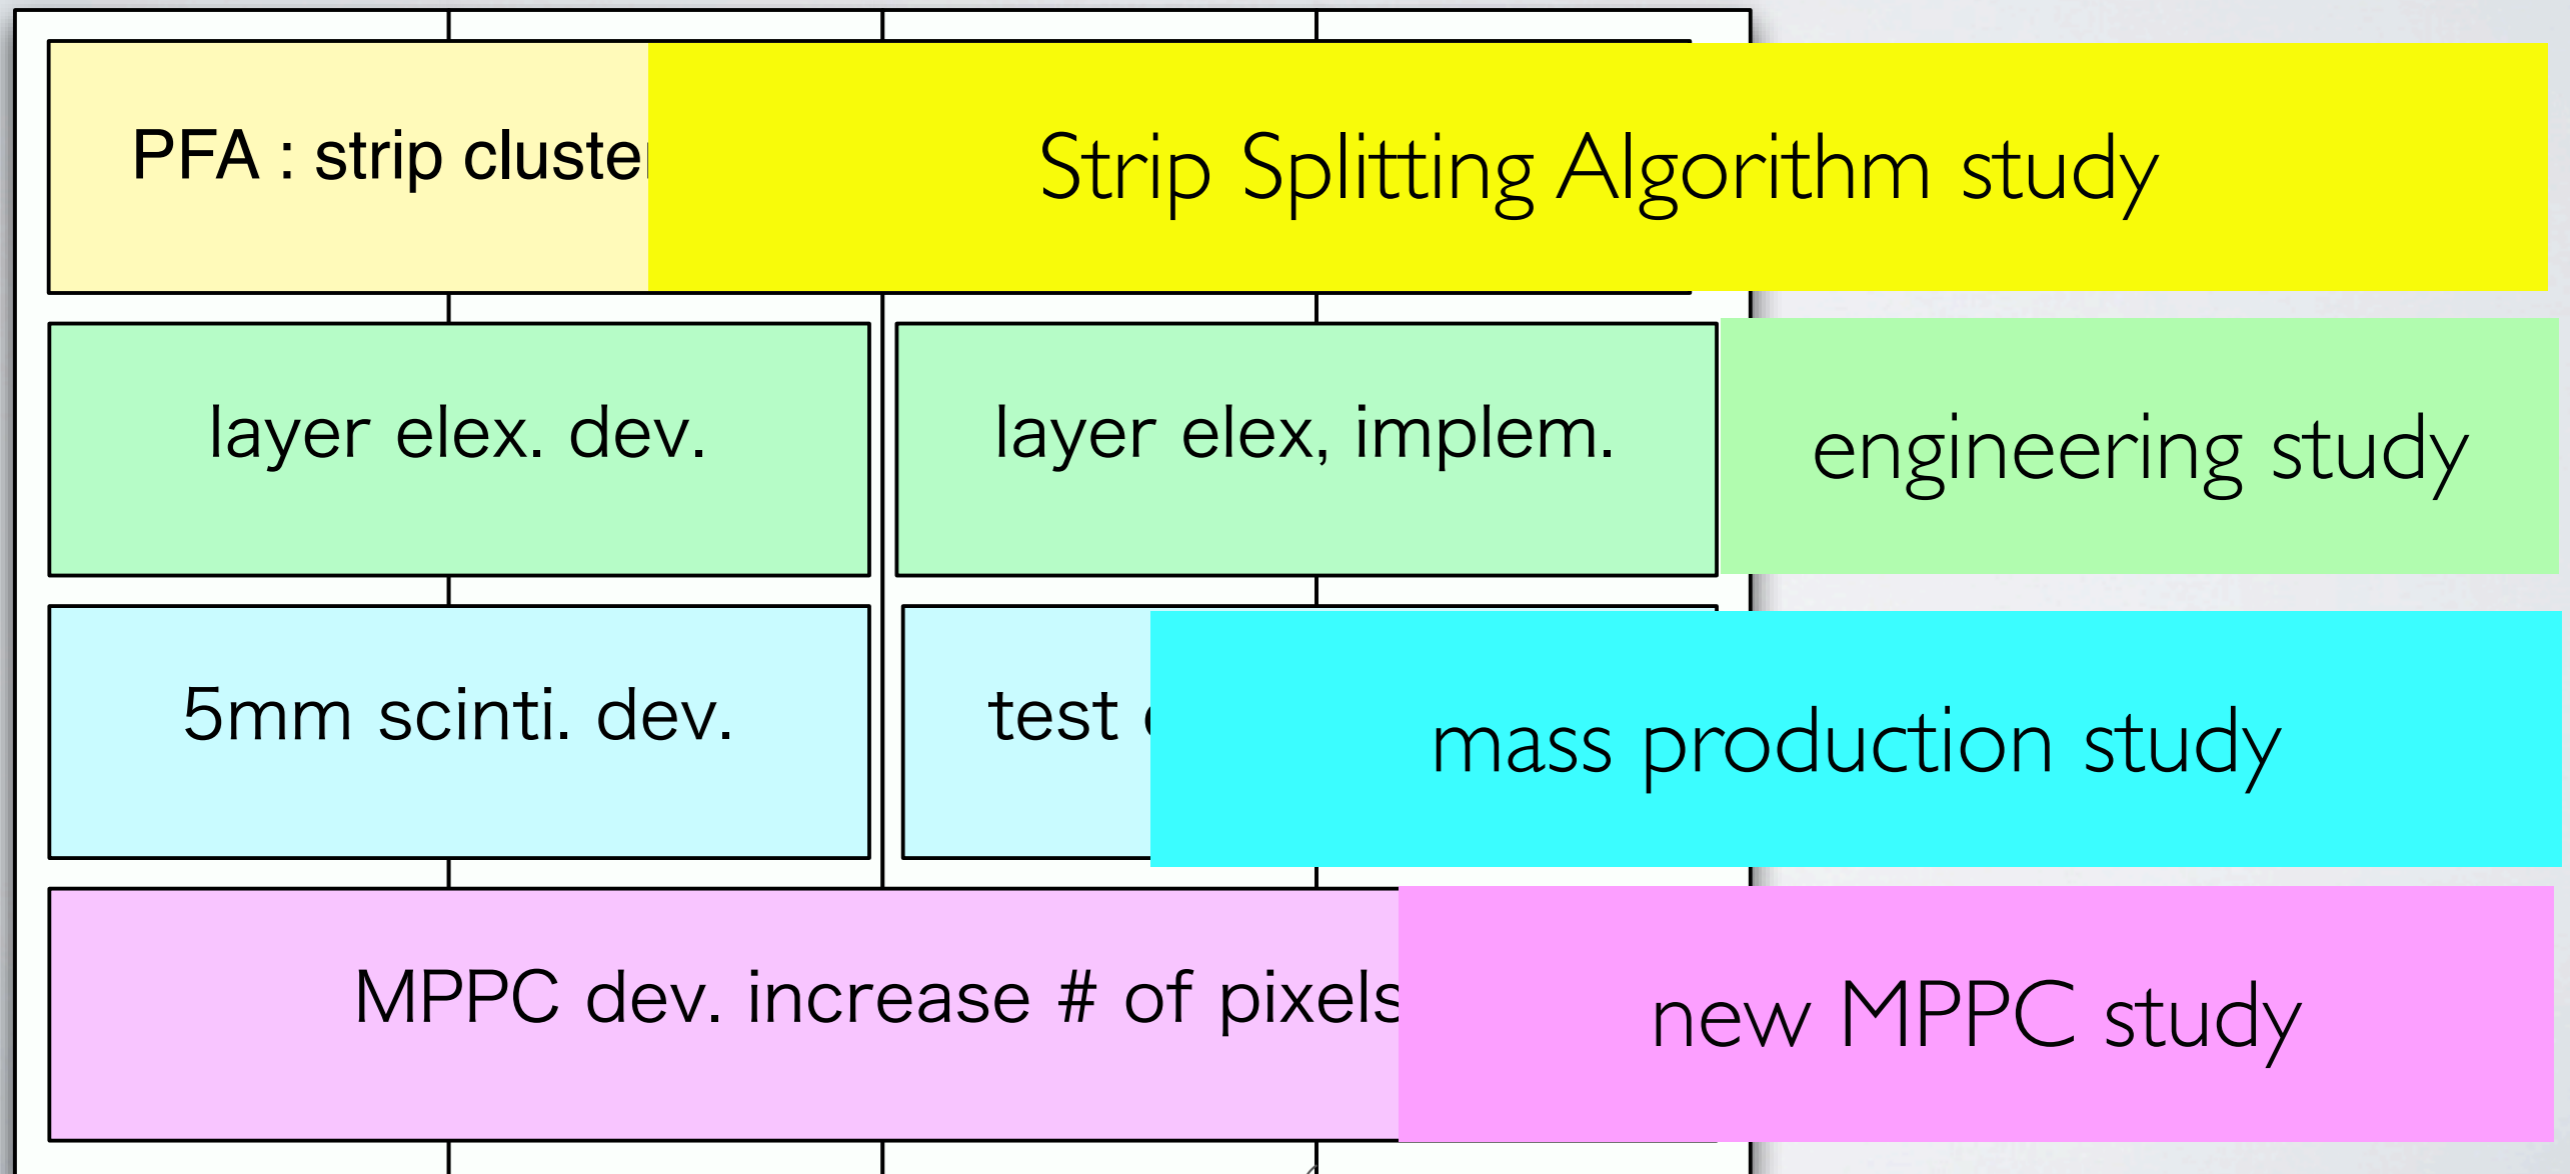 PFA : strip
Strip Splitting Algorithm study
layer elex. dev.
layer elex, implem.
engineering study
5mm scinti. dev.
test
mass production study
MPPC dev. increase # of pixels
new MPPC study